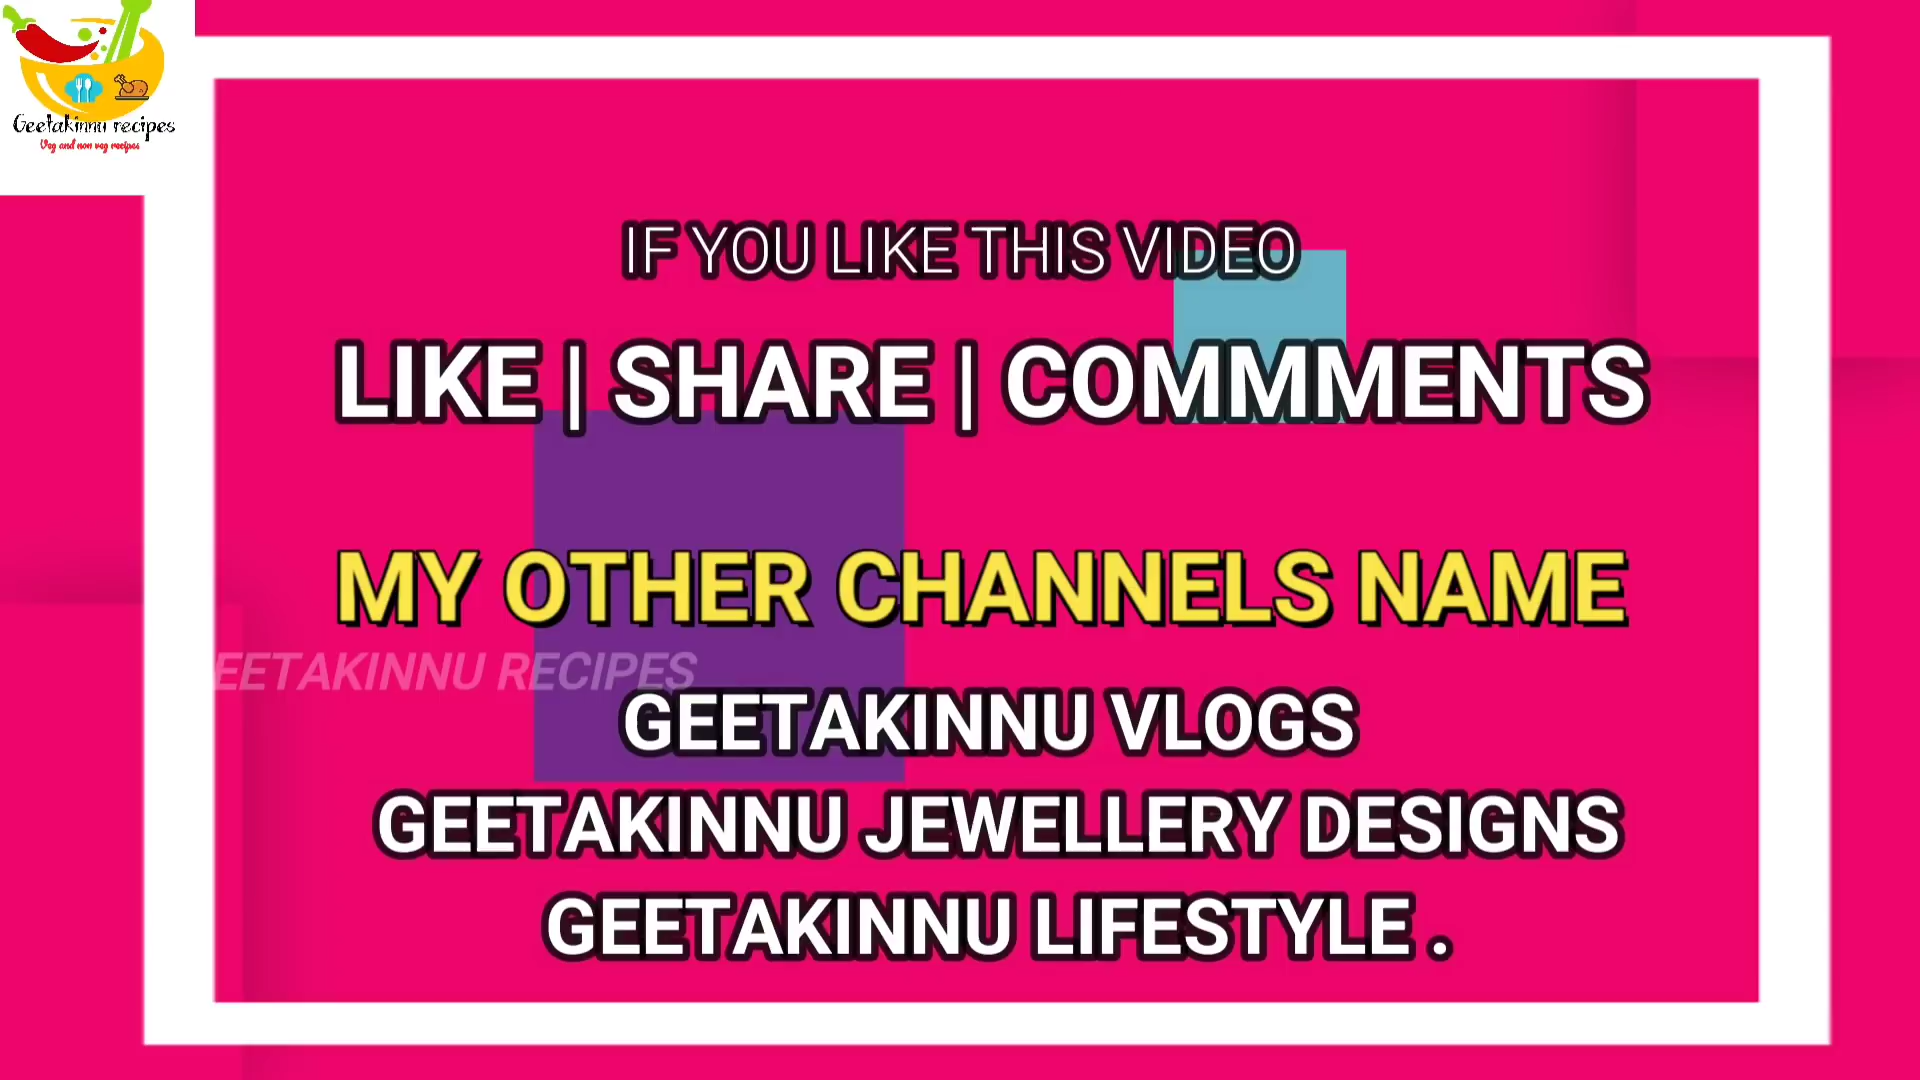 Geetakinnu recipes
Veg and non veg recipes
IF YOU LIKE THIS VIDEO
LIKE | SHARE | COMMMENTS
MY OTHER CHANNELS NAME
EETAKINNU RECIPES
GEETAKINNU VLOGS
GEETAKINNU JEWELLERY DESIGNS
GEETAKINNU LIFESTYLE .